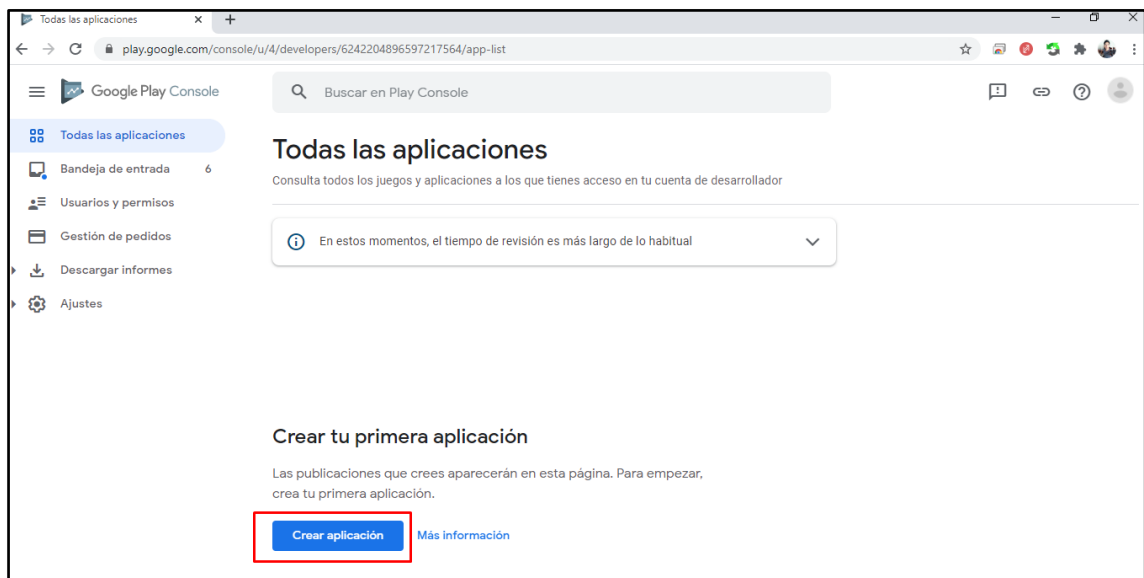 Todas las aplicaciones
play.google.com/console/u/4/developers/6242204896597217564/app-list
Google Play Console
Buscar en Play Console
Todas las aplicaciones
Bandeja de entrada 6
Usuarios y permisos
Gestión de pedidos
Descargar informes
Ajustes
Todas las aplicaciones
Consulta todos los juegos y aplicaciones a los que tienes acceso en tu cuenta de desarrollador
En estos momentos, el tiempo de revisión es más largo de lo habitual
Crear tu primera aplicación
Las publicaciones que crees aparecerán en esta página. Para empezar,
crea tu primera aplicación.
Crear aplicación Más información